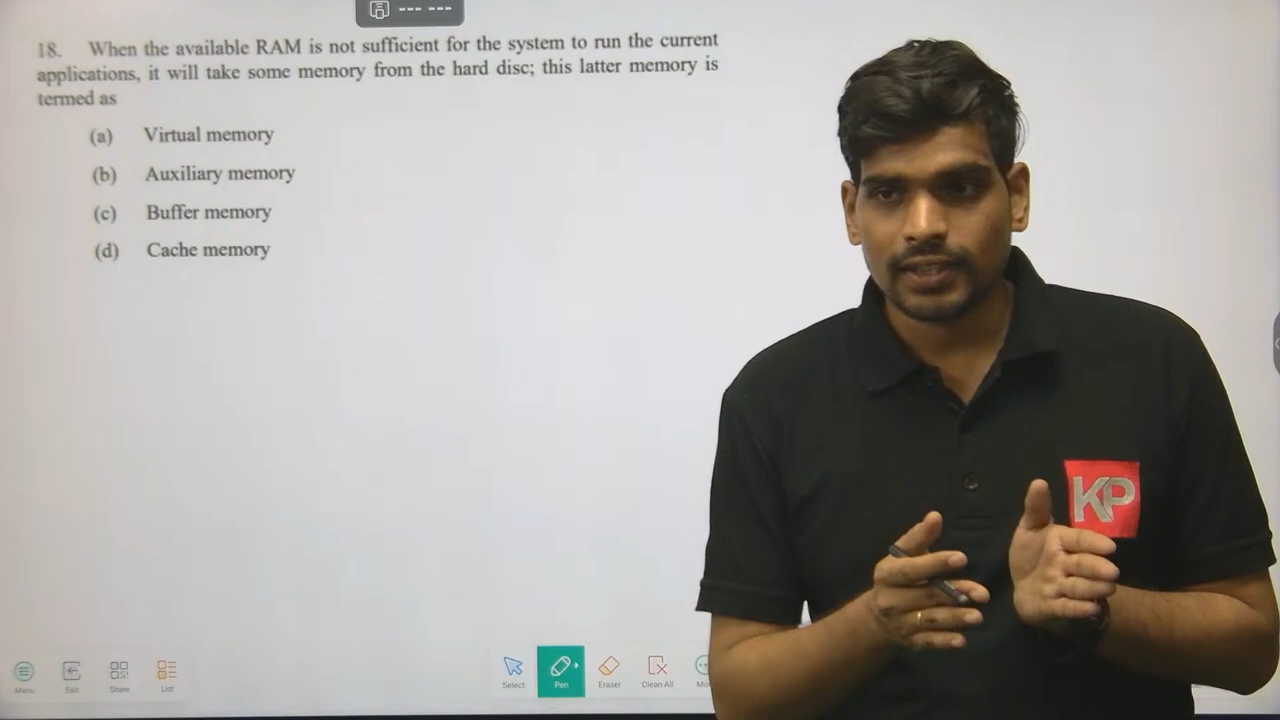 18. When the available RAM is not sufficient for the system to run the current
applications, it will take some memory from the hard disc; this latter memory is
termed as
(a) Virtual memory
(b) Auxiliary memory
(c) Buffer memory
(d) Cache memory
KP
Menu Exit Share List Select Pen Eraser Clean All